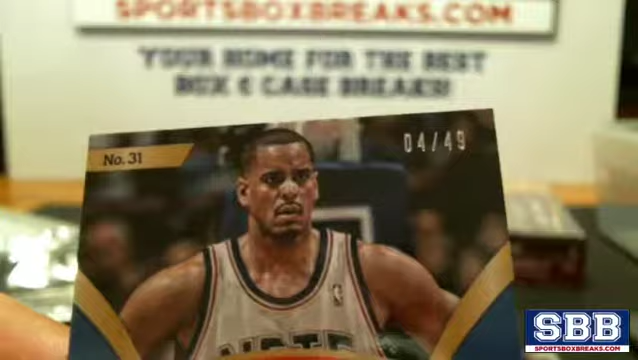 SPORTSBOXBREAKS.COM
YOUR HOME FOR THE BEST
BOX & CASE BREAKS!
No. 31
04/49
SBB
SPORTSBOXBREAKS.COM